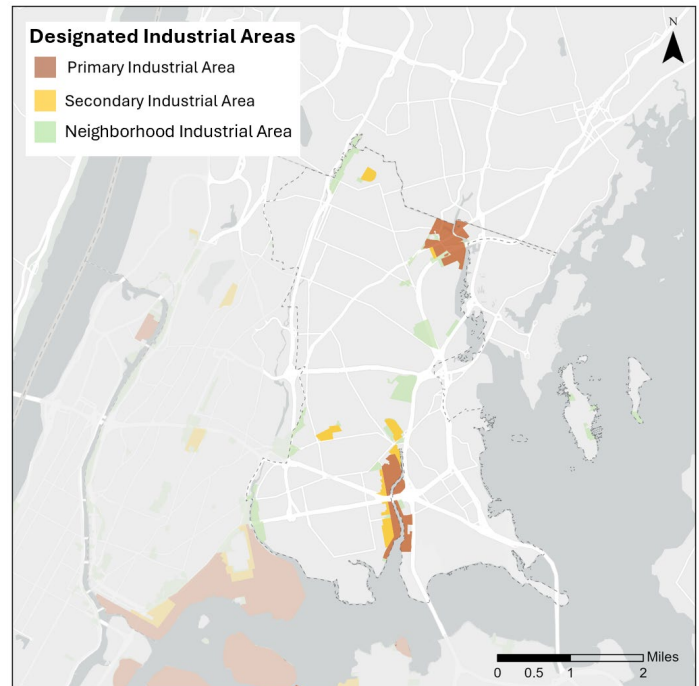 Designated Industrial Areas
Primary Industrial Area
Secondary Industrial Area
Neighborhood Industrial Area
N
Miles
0 0.5 1 2